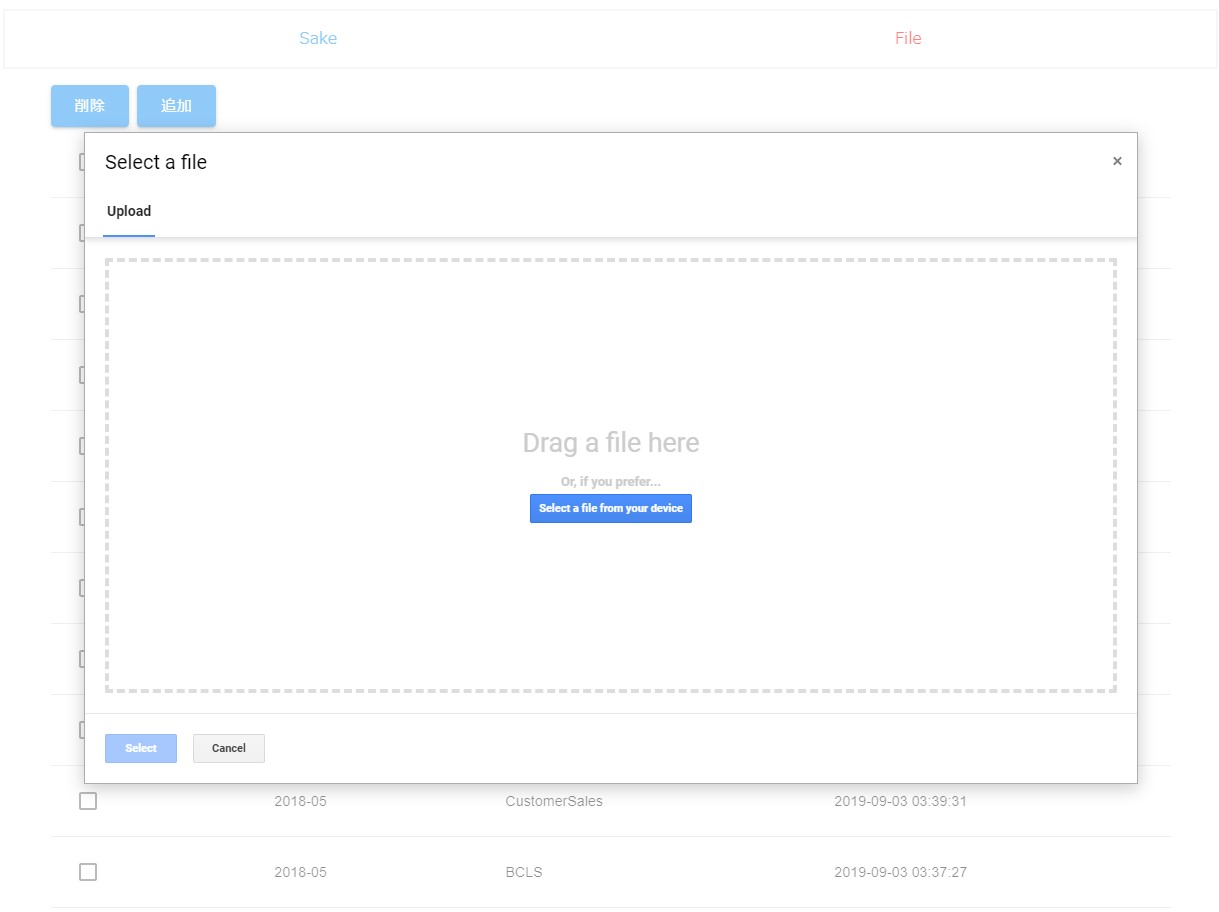 Sake File
削除 追加
Select a file ×
Upload
Drag a file here
Or, if you prefer...
Select a file from your device
Select Cancel
2018-05 CustomerSales 2019-09-03 03:39:31
2018-05 BCLS 2019-09-03 03:37:27